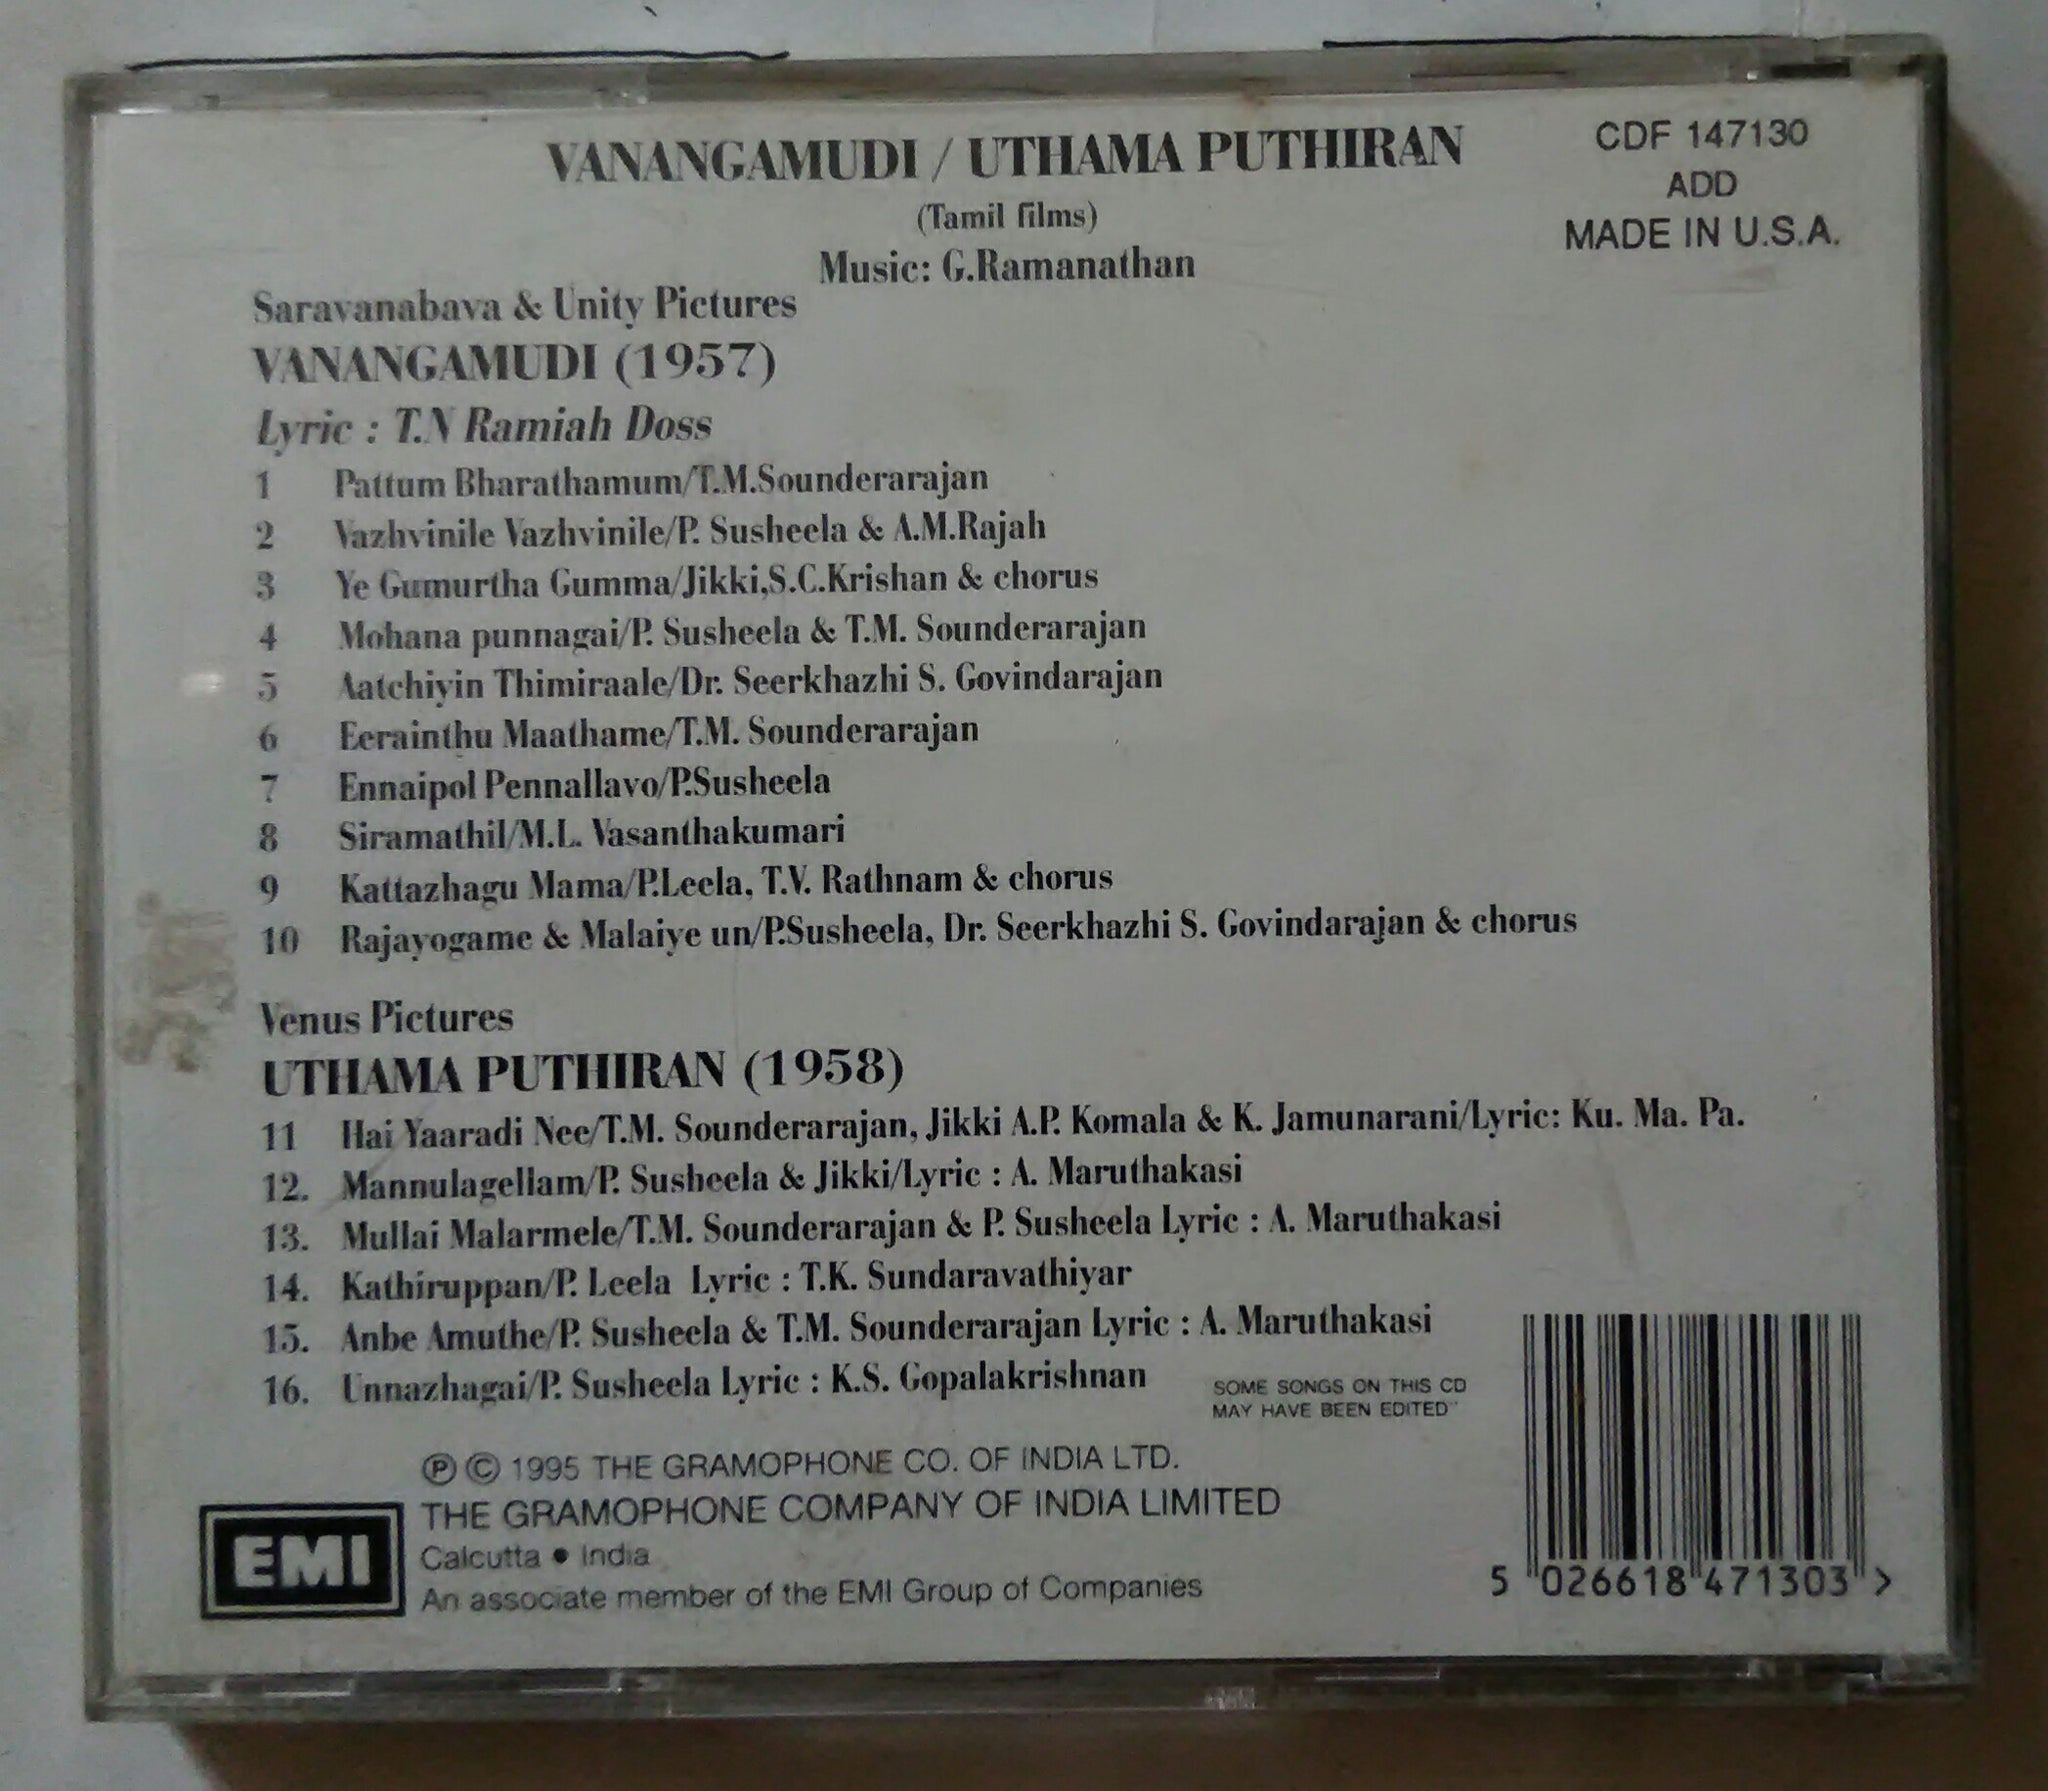 VANANGAMUDI / UTHAMA PUTHIRAN
(Tamil films)
Music: G.Ramanathan
CDF 147130
ADD
MADE IN U.S.A.
Saravanabava & Unity Pictures
VANANGAMUDI (1957)
Lyric : T.N Ramiah Doss
1 Pattum Bharathamum/T.M.Sounderarajan
2 Vazhvinile Vazhvinile/P. Susheela & A.M.Rajah
3 Ye Gumurtha Gumma/Jikki,S.C.Krishan & chorus
4 Mohana punnagai/P. Susheela & T.M. Sounderarajan
5 Aatchiyin Thimiraale/Dr. Seerkhazhi S. Govindarajan
6 Eerainthu Maathame/T.M. Sounderarajan
7 Ennaipol Pennallavo/P.Susheela
8 Siramathil/M.L. Vasanthakumari
9 Kattazhagu Mama/P.Leela, T.V. Rathnam & chorus
10 Rajayogame & Malaiye un/P.Susheela, Dr. Seerkhazhi S. Govindarajan & chorus
Venus Pictures
UTHAMA PUTHIRAN (1958)
11 Hai Yaaradi Nee/T.M. Sounderarajan, Jikki A.P. Komala & K. Jamunarani/Lyric: Ku. Ma. Pa.
12. Mannulagellam/P. Susheela & Jikki/Lyric : A. Maruthakasi
13. Mullai Malarmele/T.M. Sounderarajan & P. Susheela Lyric : A. Maruthakasi
14. Kathiruppan/P. Leela Lyric : T.K. Sundaravathiyar
15. Anbe Amuthe/P. Susheela & T.M. Sounderarajan Lyric : A. Maruthakasi
16. Unnazhagai/P. Susheela Lyric : K.S. Gopalakrishnan
SOME SONGS ON THIS CD
MAY HAVE BEEN EDITED"
℗ © 1995 THE GRAMOPHONE CO. OF INDIA LTD.
THE GRAMOPHONE COMPANY OF INDIA LIMITED
Calcutta • India
An associate member of the EMI Group of Companies
EMI
5 026618 471303 >